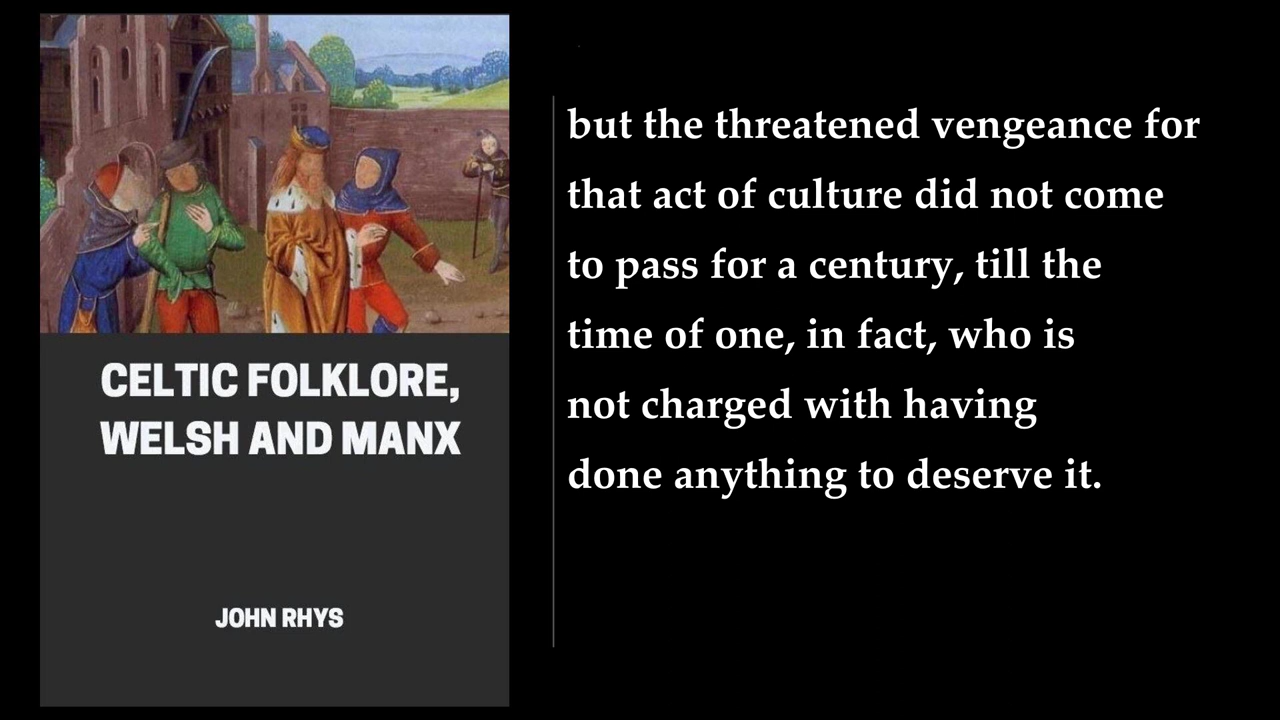 CELTIC FOLKLORE,
WELSH AND MANX
JOHN RHYS
but the threatened vengeance for
that act of culture did not come
to pass for a century, till the
time of one, in fact, who is
not charged with having
done anything to deserve it.